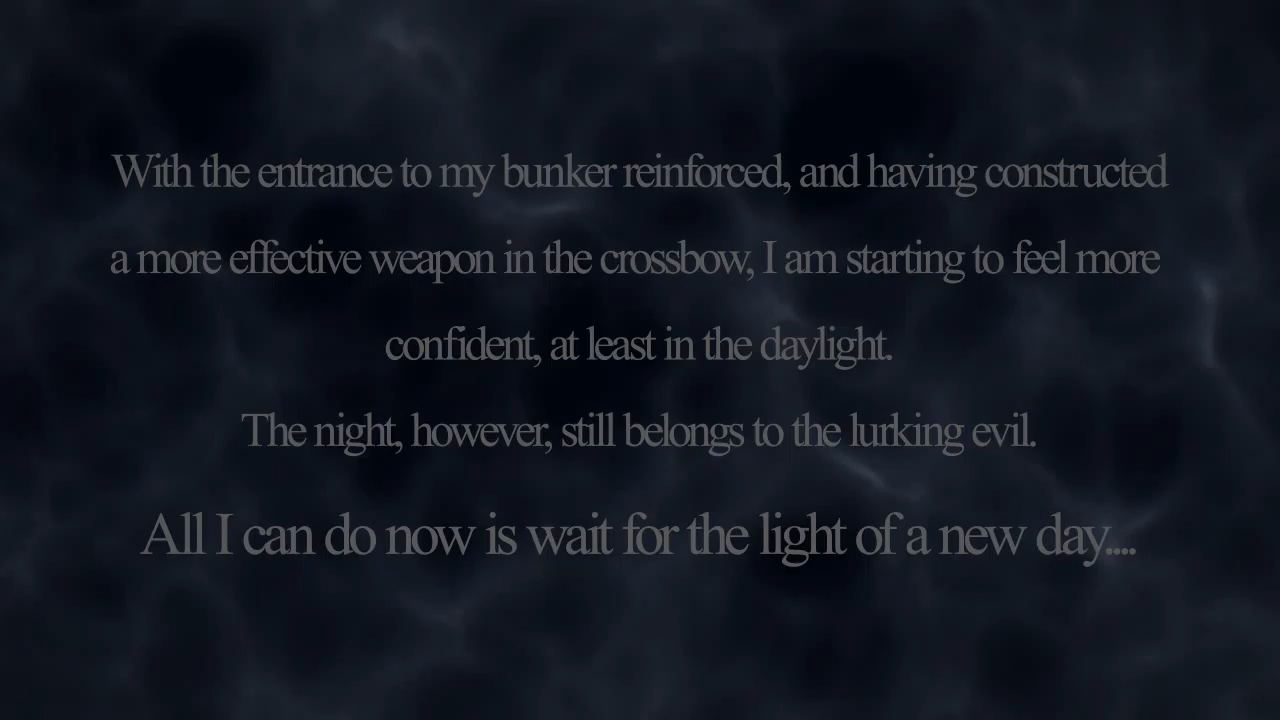 With the entrance to my bunker reinforced, and having constructed
a more effective weapon in the crossbow, I am starting to feel more
confident, at least in the daylight.
The night, however, still belongs to the lurking evil.
All I can do now is wait for the light of a new day....